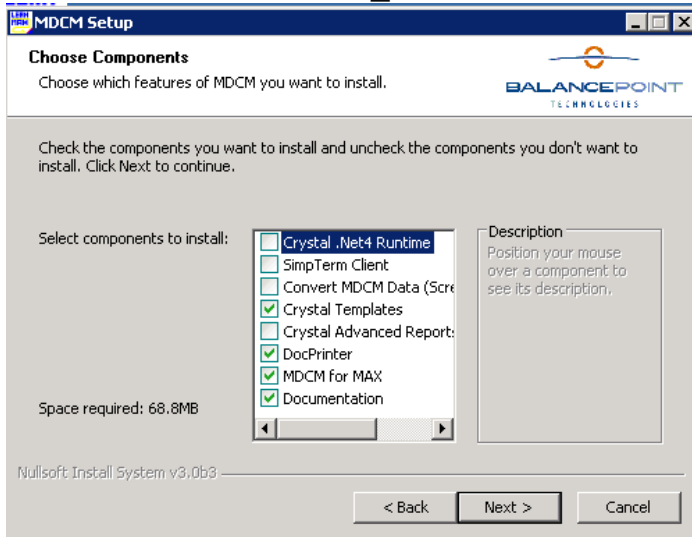 MDCM Setup
Choose Components
Choose which features of MDCM you want to install.
BALANCEPOINT
TECHNOLOGIES
Check the components you want to install and uncheck the components you don't want to
install. Click Next to continue.
Select components to install:
Crystal .Net4 Runtime
SimpTerm Client
Convert MDCM Data (Scre
Crystal Templates
Crystal Advanced Report
DocPrinter
MDCM for MAX
Documentation
Description
Position your mouse
over a component to
see its description.
Space required: 68.8MB
Nullsoft Install System v3.0b3
< Back
Next >
Cancel